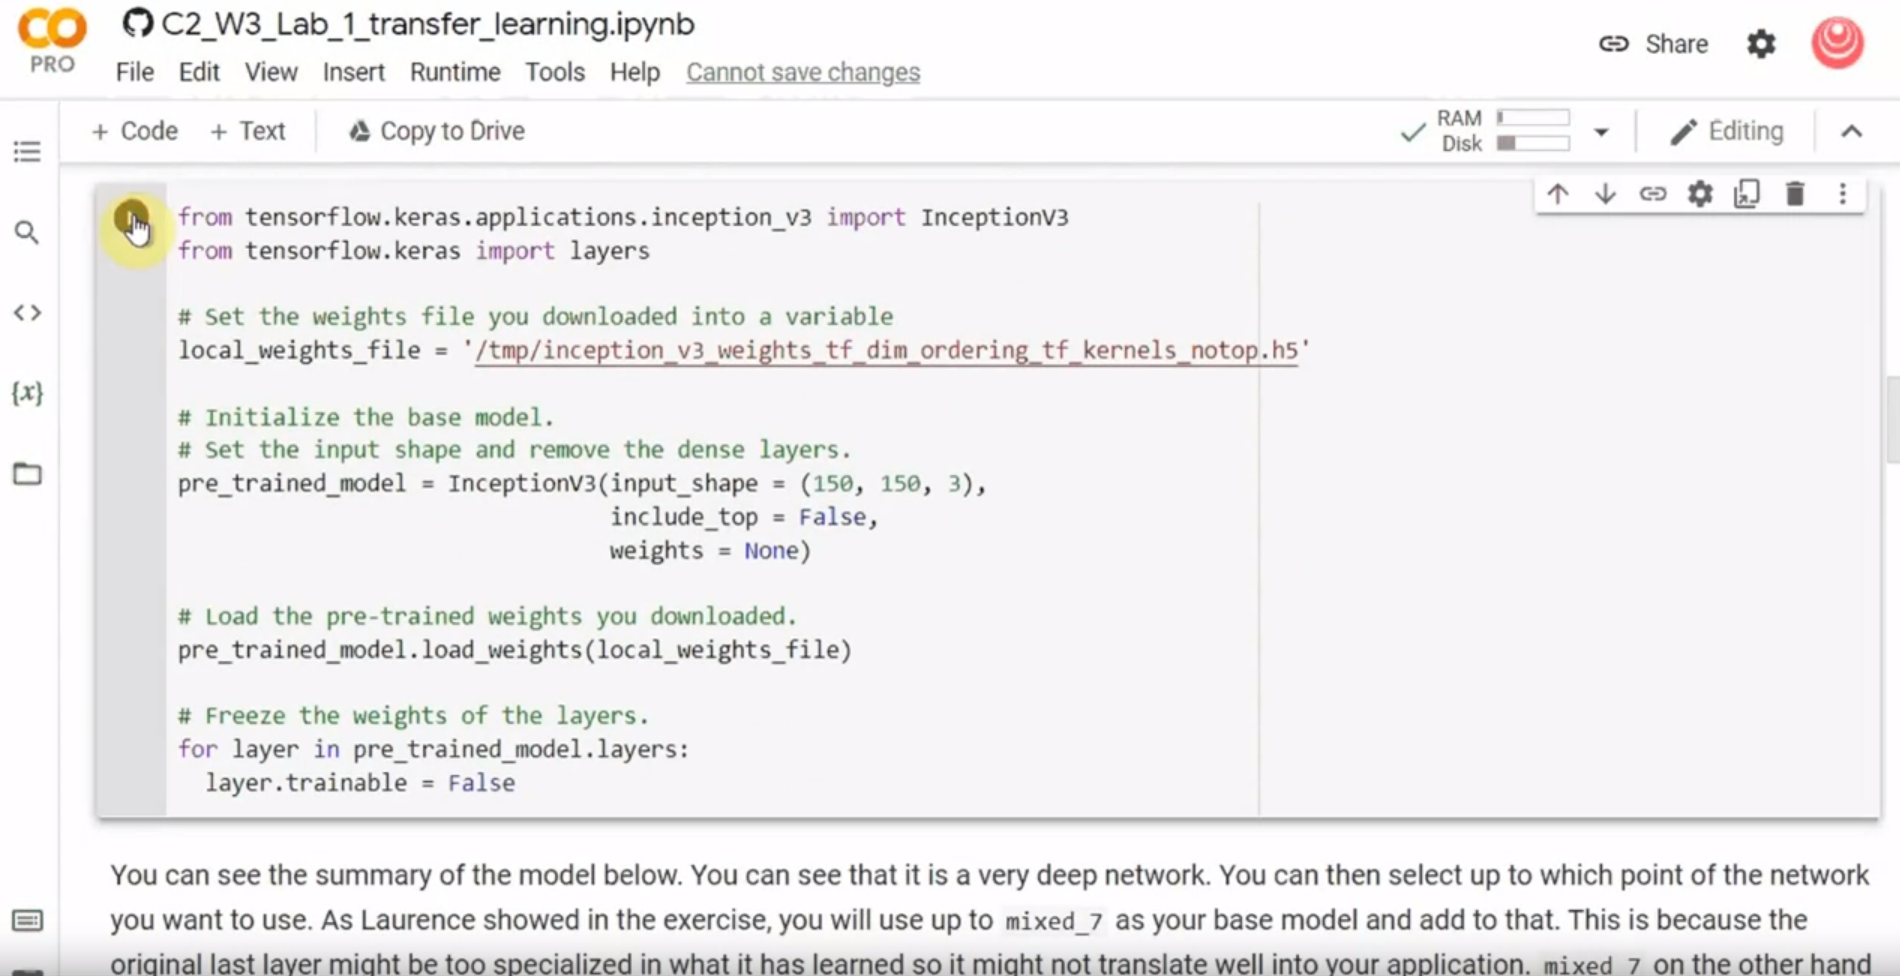 C2_W3_Lab_1_transfer_learning.ipynb
PRO
File Edit View Insert Runtime Tools Help Cannot save changes
Share
+ Code + Text Copy to Drive
RAM
Disk
Editing
from tensorflow.keras.applications.inception_v3 import InceptionV3
from tensorflow.keras import layers
# Set the weights file you downloaded into a variable
local_weights_file = '/tmp/inception_v3_weights_tf_dim_ordering_tf_kernels_notop.h5'
# Initialize the base model.
# Set the input shape and remove the dense layers.
pre_trained_model = InceptionV3(input_shape = (150, 150, 3),
include_top = False,
weights = None)
# Load the pre-trained weights you downloaded.
pre_trained_model.load_weights(local_weights_file)
# Freeze the weights of the layers.
for layer in pre_trained_model.layers:
layer.trainable = False
You can see the summary of the model below. You can see that it is a very deep network. You can then select up to which point of the network
you want to use. As Laurence showed in the exercise, you will use up to mixed_7 as your base model and add to that. This is because the
original last layer might be too specialized in what it has learned so it might not translate well into your application. mixed_7 on the other hand